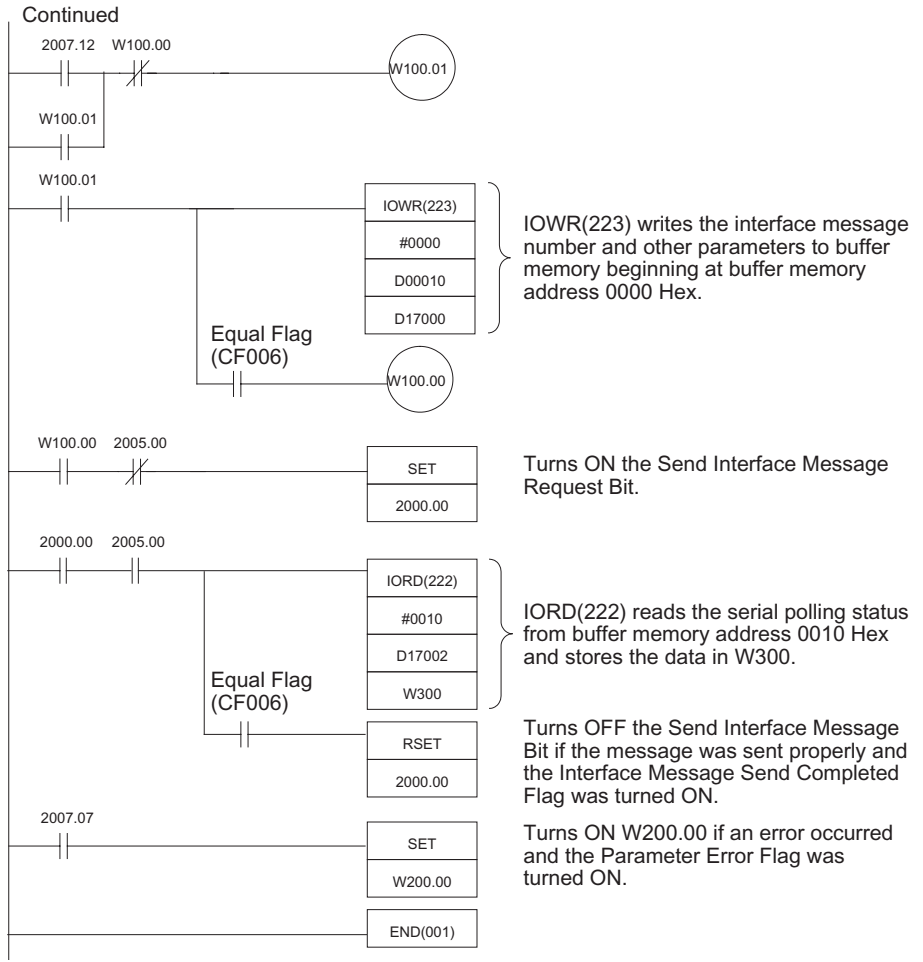 Continued
2007.12 W100.00
W100.01
W100.01
W100.01
IOWR(223)
#0000
D00010
D17000
IOWR(223) writes the interface message
number and other parameters to buffer
memory beginning at buffer memory
address 0000 Hex.
Equal Flag
(CF006)
W100.00
W100.00 2005.00
SET
2000.00
Turns ON the Send Interface Message
Request Bit.
2000.00 2005.00
IORD(222)
#0010
D17002
W300
IORD(222) reads the serial polling status
from buffer memory address 0010 Hex
and stores the data in W300.
Equal Flag
(CF006)
RSET
2000.00
Turns OFF the Send Interface Message
Bit if the message was sent properly and
the Interface Message Send Completed
Flag was turned ON.
2007.07
SET
W200.00
Turns ON W200.00 if an error occurred
and the Parameter Error Flag was
turned ON.
END(001)